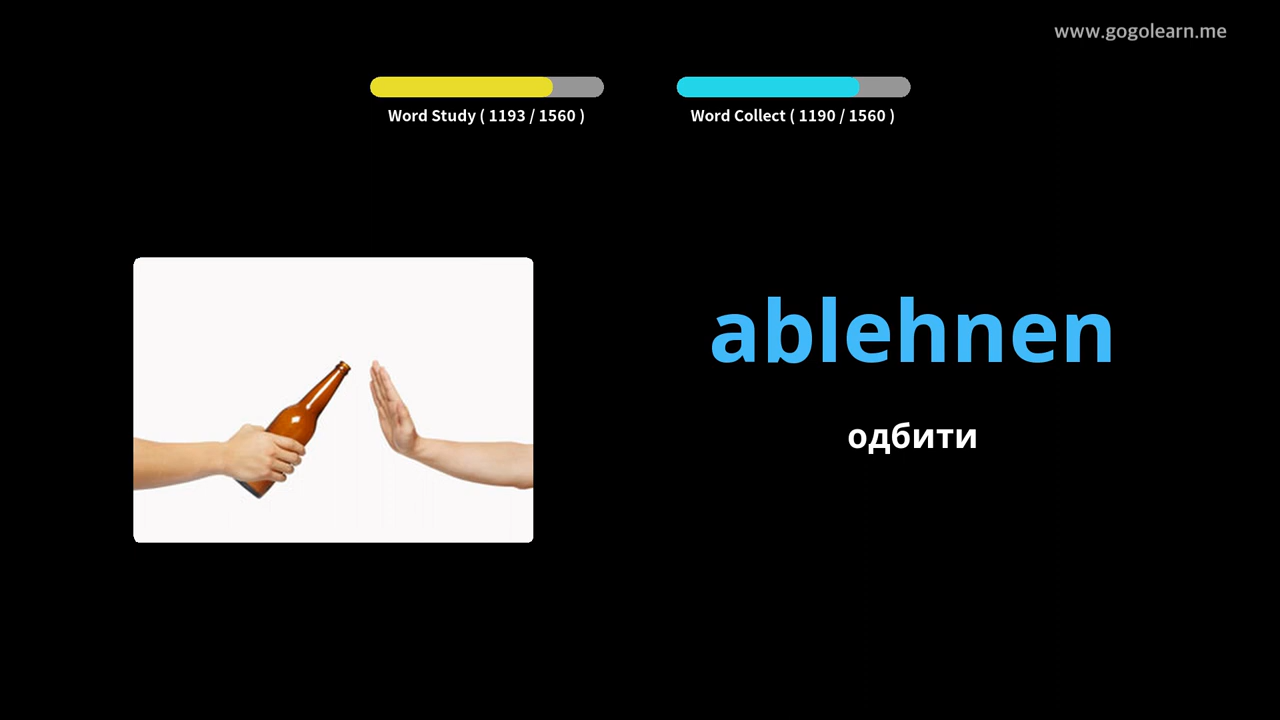 www.gogolearn.me
Word Study ( 1193 / 1560 )
Word Collect ( 1190 / 1560 )
ablehnen
одбити